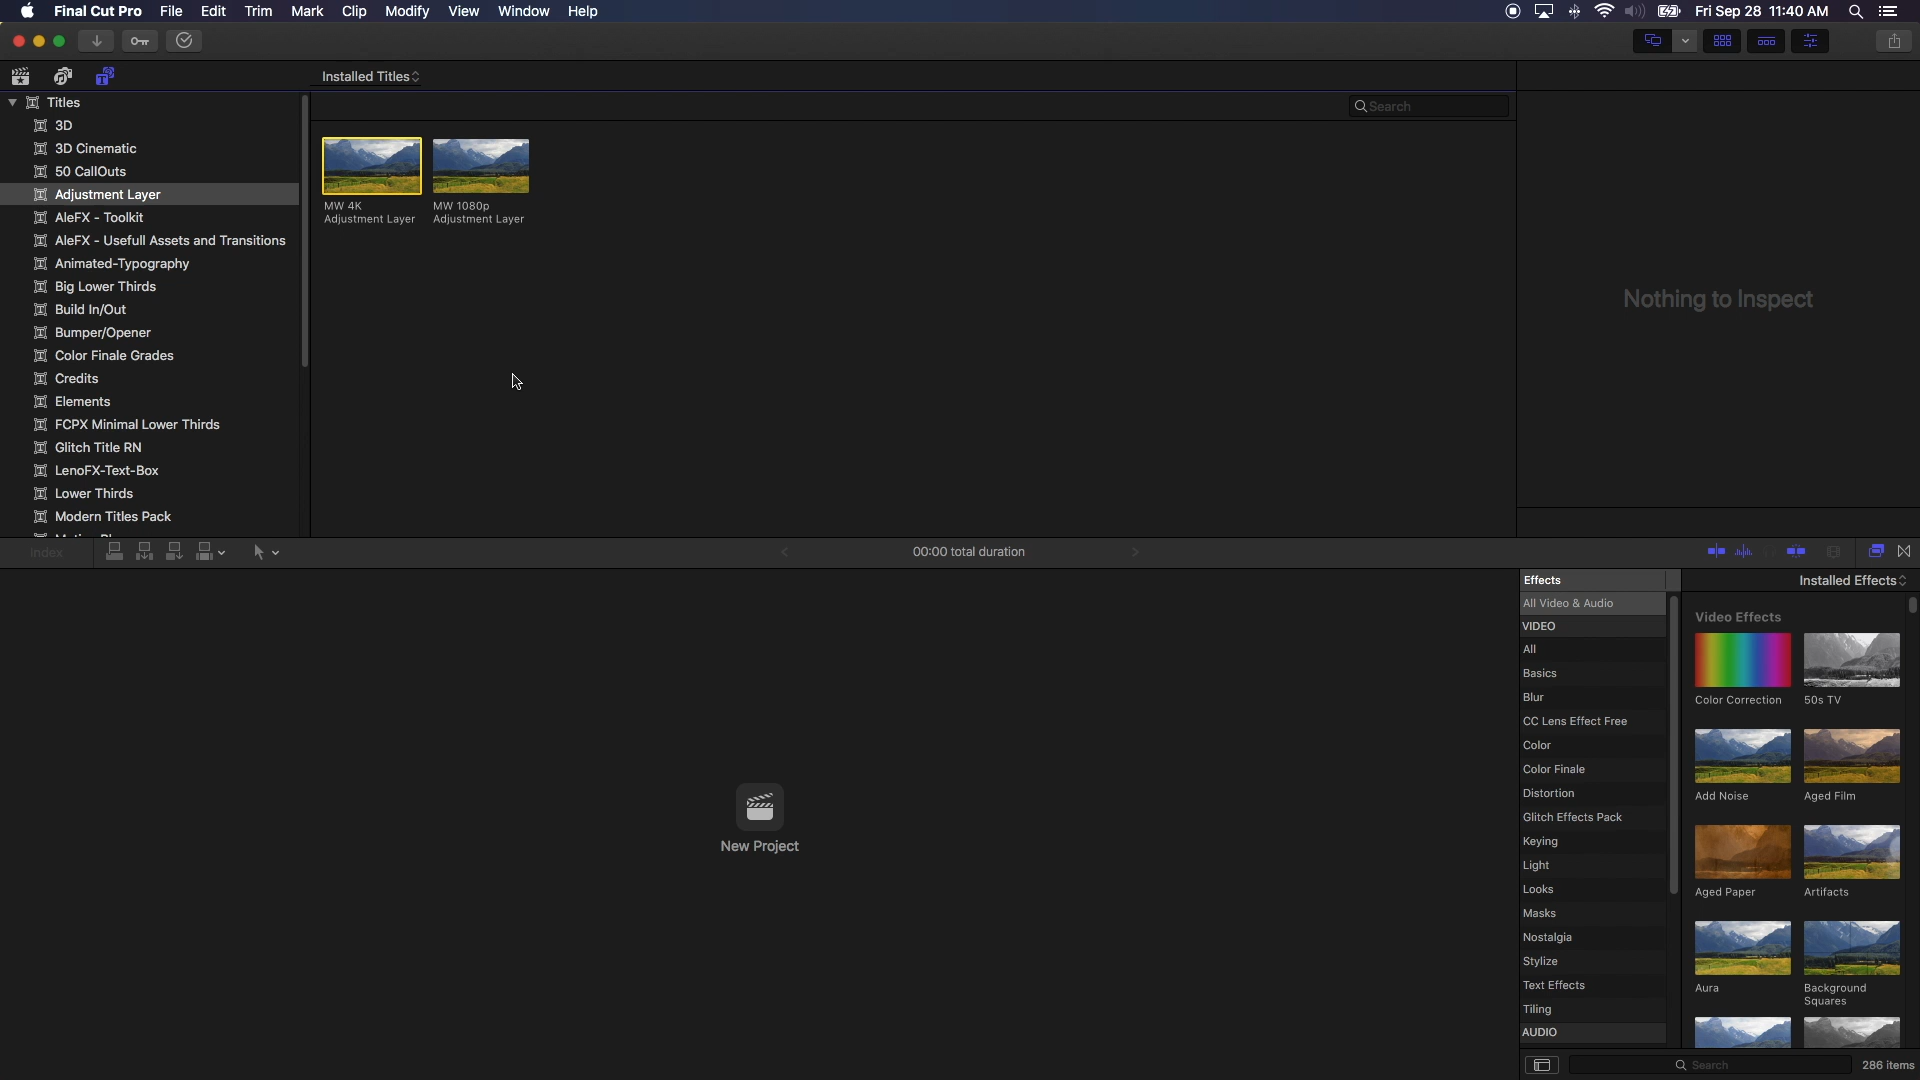 Final Cut Pro File Edit Trim Mark Clip Modify View Window Help Fri Sep 28 11:40 AM
Installed Titles
Titles
Search
3D
3D Cinematic
50 CallOuts
Adjustment Layer
AleFX - Toolkit
AleFX - Usefull Assets and Transitions
Animated-Typography
Big Lower Thirds
Build In/Out
Bumper/Opener
Color Finale Grades
Credits
Elements
FCPX Minimal Lower Thirds
Glitch Title RN
LenoFX-Text-Box
Lower Thirds
Modern Titles Pack
MW 4K
Adjustment Layer
MW 1080p
Adjustment Layer
Nothing to Inspect
Index
00:00 total duration
New Project
Effects
All Video & Audio
VIDEO
All
Basics
Blur
CC Lens Effect Free
Color
Color Finale
Distortion
Glitch Effects Pack
Keying
Light
Looks
Masks
Nostalgia
Stylize
Text Effects
Tiling
AUDIO
Installed Effects
Video Effects
Color Correction
50s TV
Add Noise
Aged Film
Aged Paper
Artifacts
Aura
Background
Squares
Search
286 items